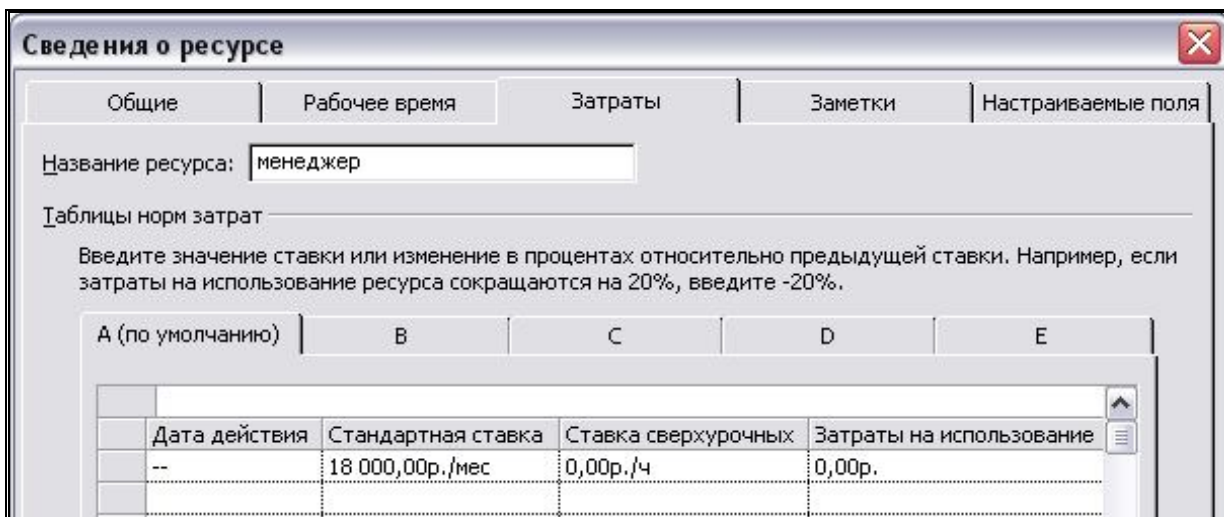 Сведения о ресурсе
Общие Рабочее время Затраты Заметки Настраиваемые поля
Название ресурса: менеджер
Таблицы норм затрат
Введите значение ставки или изменение в процентах относительно предыдущей ставки. Например, если
затраты на использование ресурса сокращаются на 20%, введите -20%.
A (по умолчанию) B C D E
Дата действия Стандартная ставка Ставка сверхурочных Затраты на использование
-- 18 000,00р./мес 0,00р./ч 0,00р.